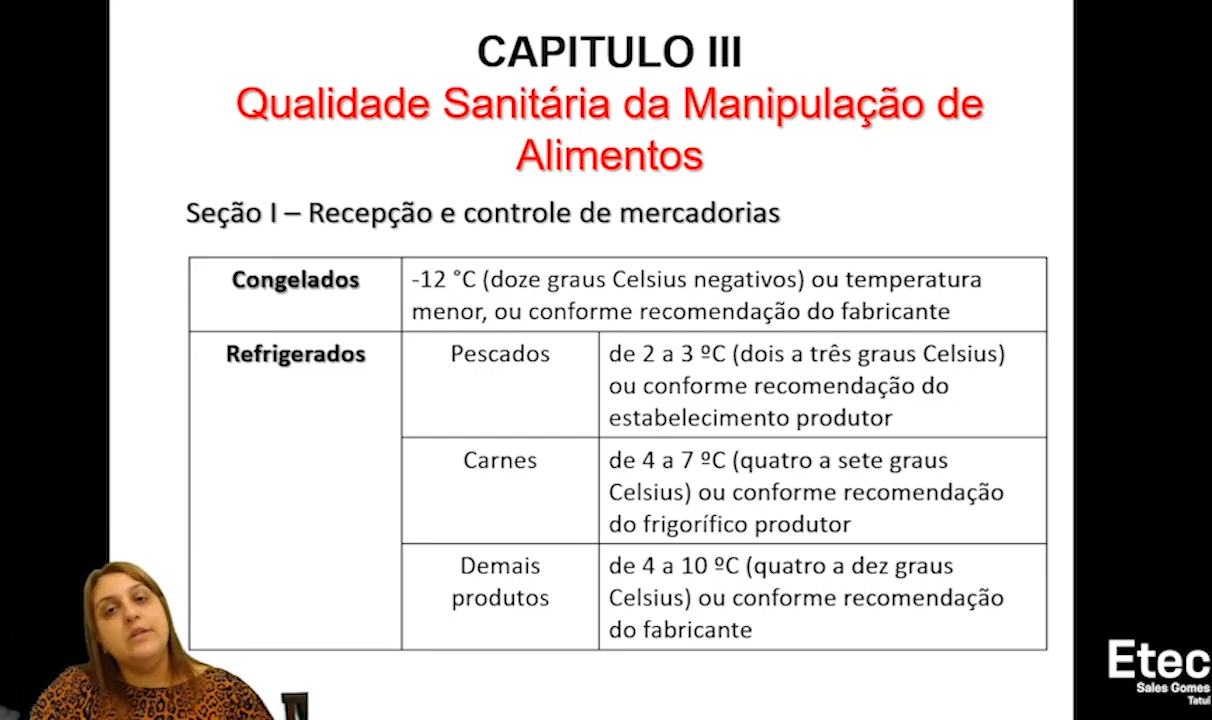 CAPITULO III
Qualidade Sanitária da Manipulação de
Alimentos
Seção I – Recepção e controle de mercadorias
Congelados
-12 °C (doze graus Celsius negativos) ou temperatura
menor, ou conforme recomendação do fabricante
Refrigerados
Pescados
de 2 a 3 ºC (dois a três graus Celsius)
ou conforme recomendação do
estabelecimento produtor
Carnes
de 4 a 7 ºC (quatro a sete graus
Celsius) ou conforme recomendação
do frigorífico produtor
Demais
produtos
de 4 a 10 ºC (quatro a dez graus
Celsius) ou conforme recomendação
do fabricante
Etec
Sales Gomes
Tatuí